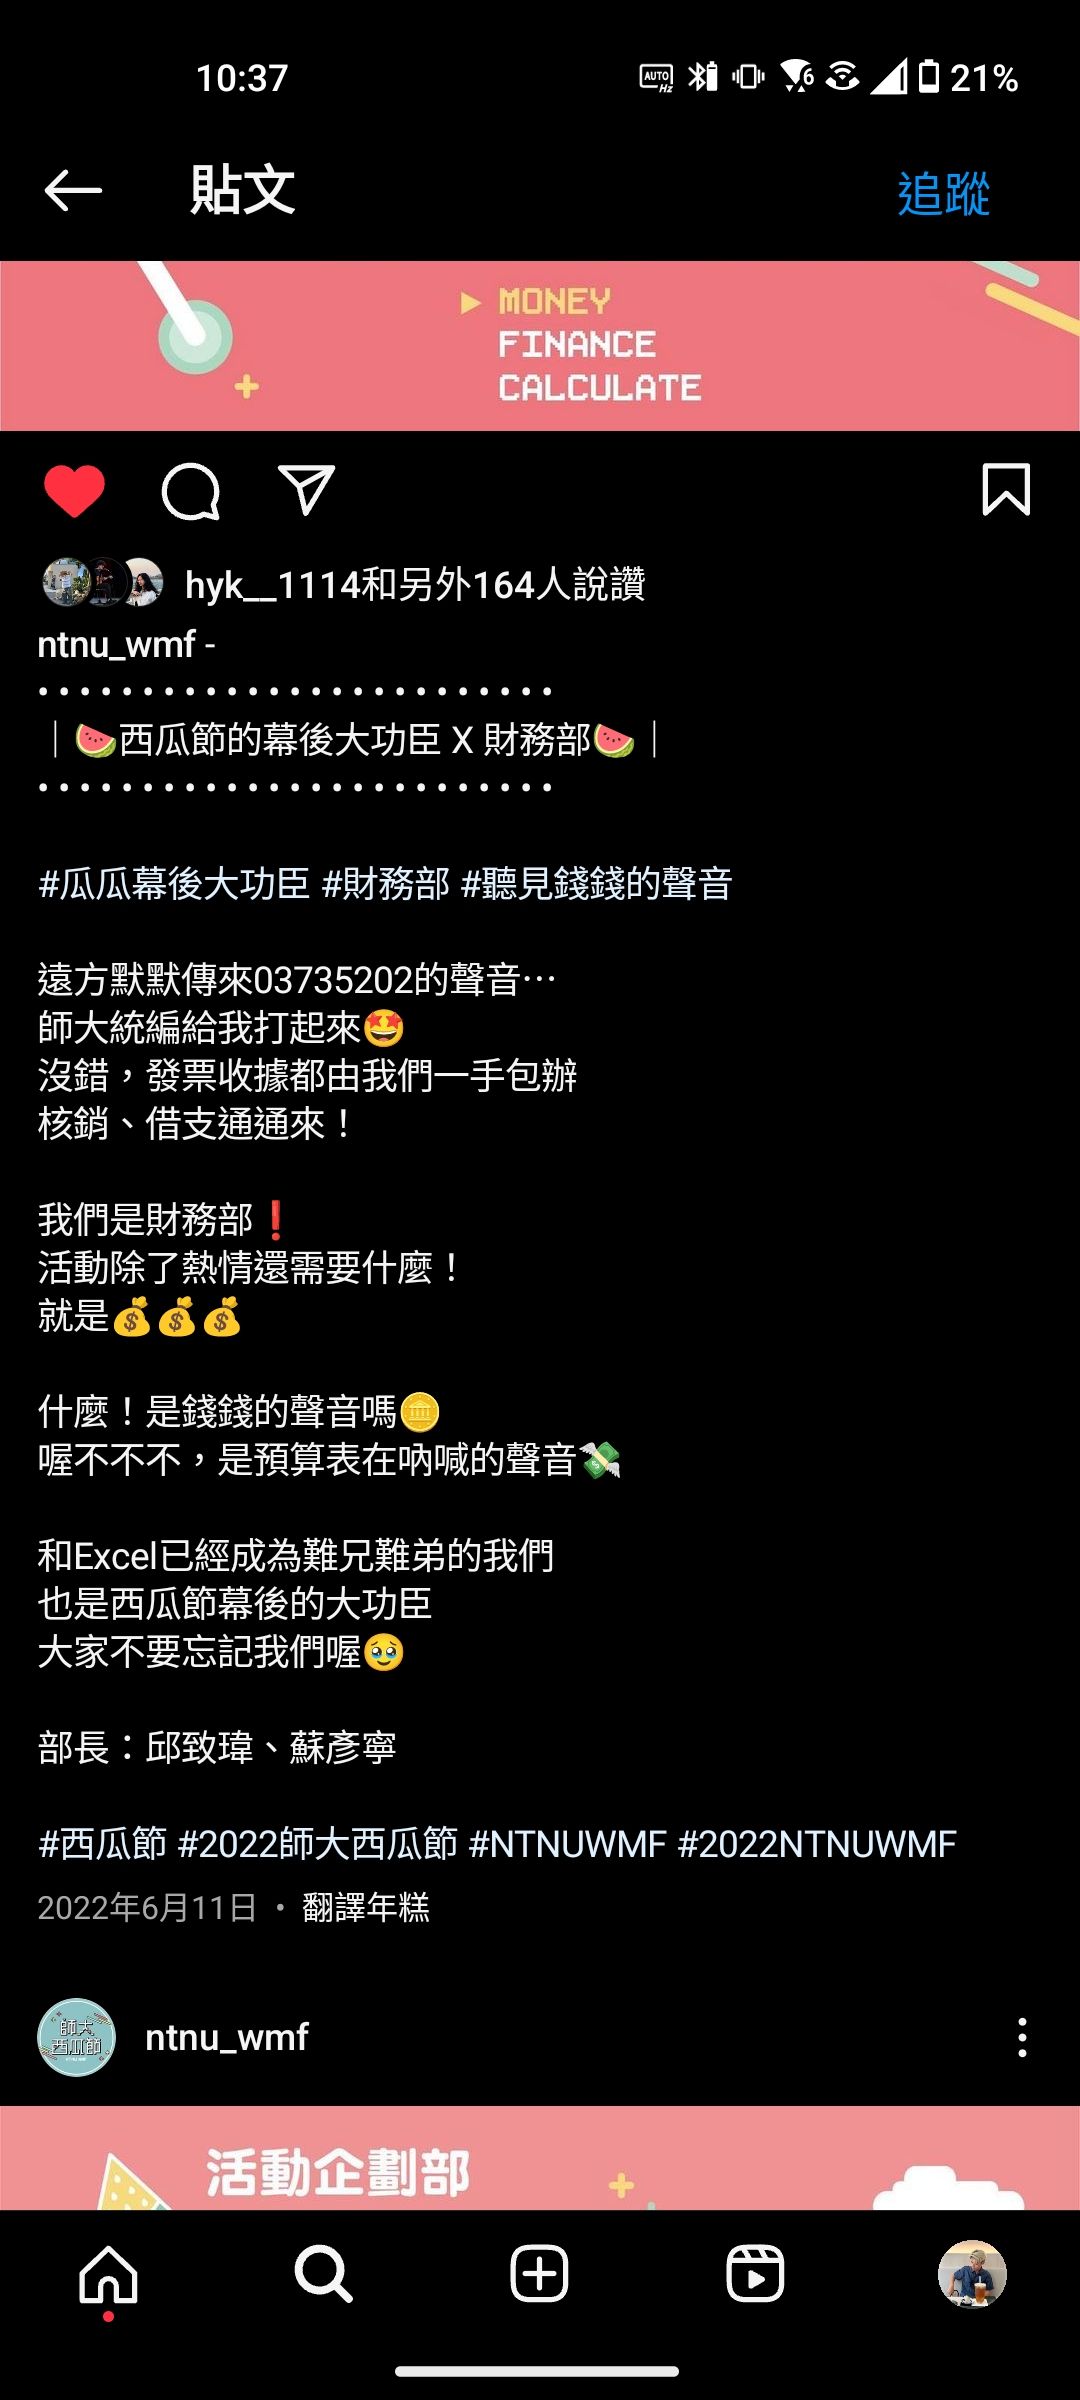 10:37
AUTO Hz
6
21%
貼文
追蹤
MONEY
FINANCE
CALCULATE
hyk__1114和另外164人說讚
ntnu_wmf -
• • • • • • • • • • • • • • • • • • • • • • • • •
｜🍉西瓜節的幕後大功臣 X 財務部🍉｜
• • • • • • • • • • • • • • • • • • • • • • • • •
#瓜瓜幕後大功臣 #財務部 #聽見錢錢的聲音
遠方默默傳來03735202的聲音⋯
師大統編給我打起來🤩
沒錯，發票收據都由我們一手包辦
核銷、借支通通來！
我們是財務部❗
活動除了熱情還需要什麼！
就是💰💰💰
什麼！是錢錢的聲音嗎🪙
喔不不不，是預算表在吶喊的聲音💸
和Excel已經成為難兄難弟的我們
也是西瓜節幕後的大功臣
大家不要忘記我們喔🥹
部長：邱致瑋、蘇彥寧
#西瓜節 #2022師大西瓜節 #NTNUWMF #2022NTNUWMF
2022年6月11日 • 翻譯年糕
師大
西瓜節
ntnu_wmf
活動企劃部